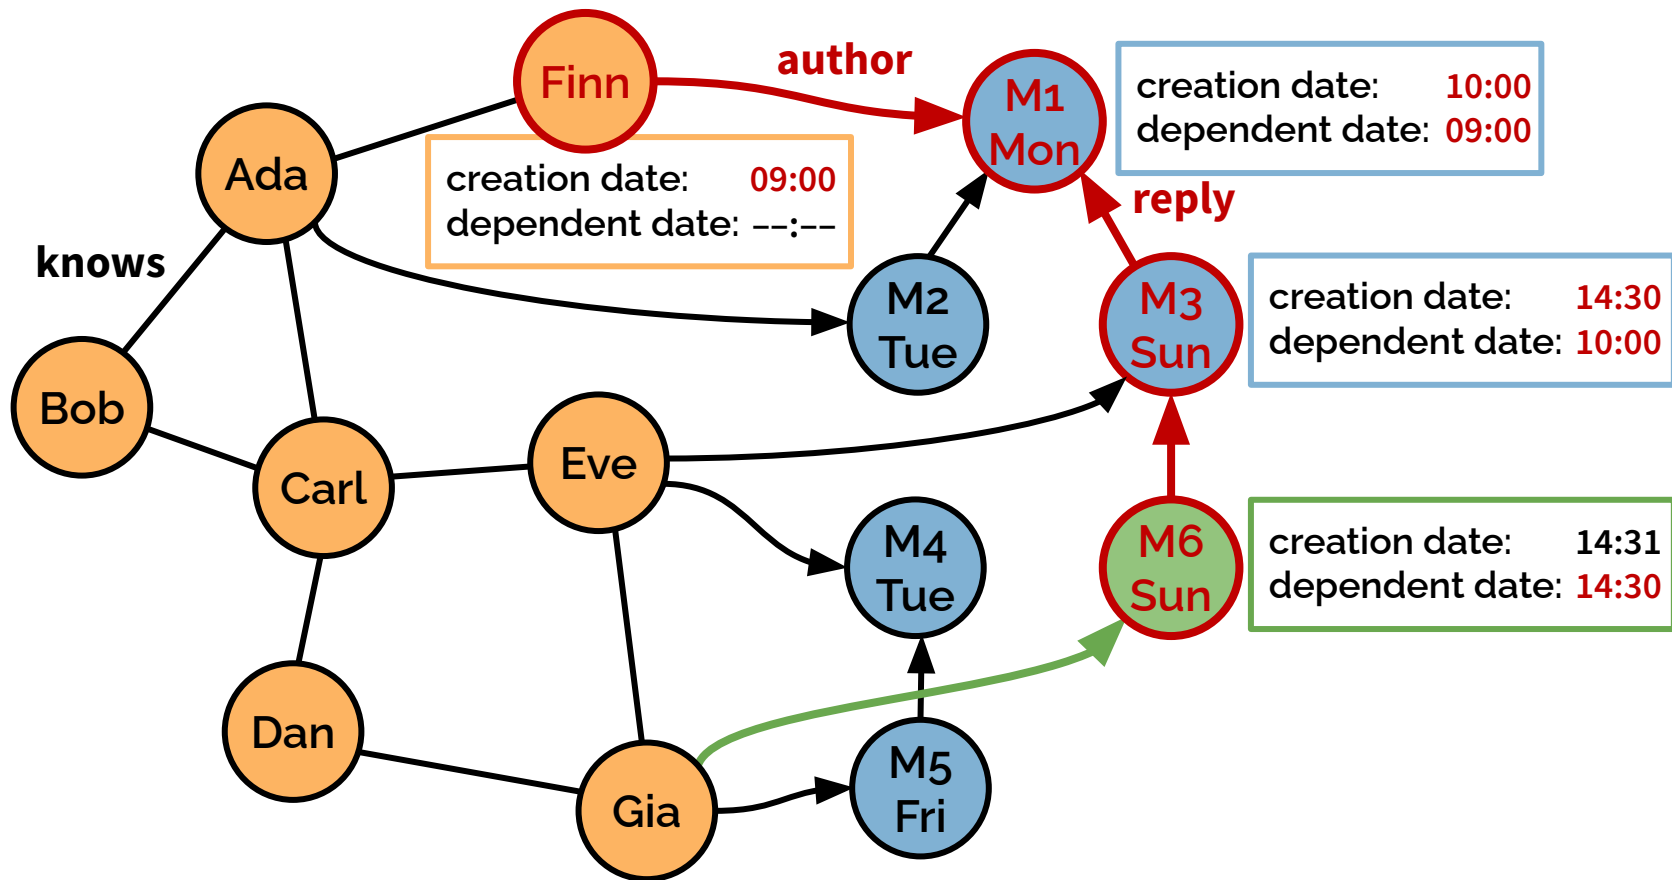 Finn
author
M1
Mon
creation date: 10:00
dependent date: 09:00
Ada
creation date: 09:00
dependent date: --:--
reply
knows
M2
Tue
M3
Sun
creation date: 14:30
dependent date: 10:00
Bob
Carl
Eve
M4
Tue
M6
Sun
creation date: 14:31
dependent date: 14:30
Dan
Gia
M5
Fri